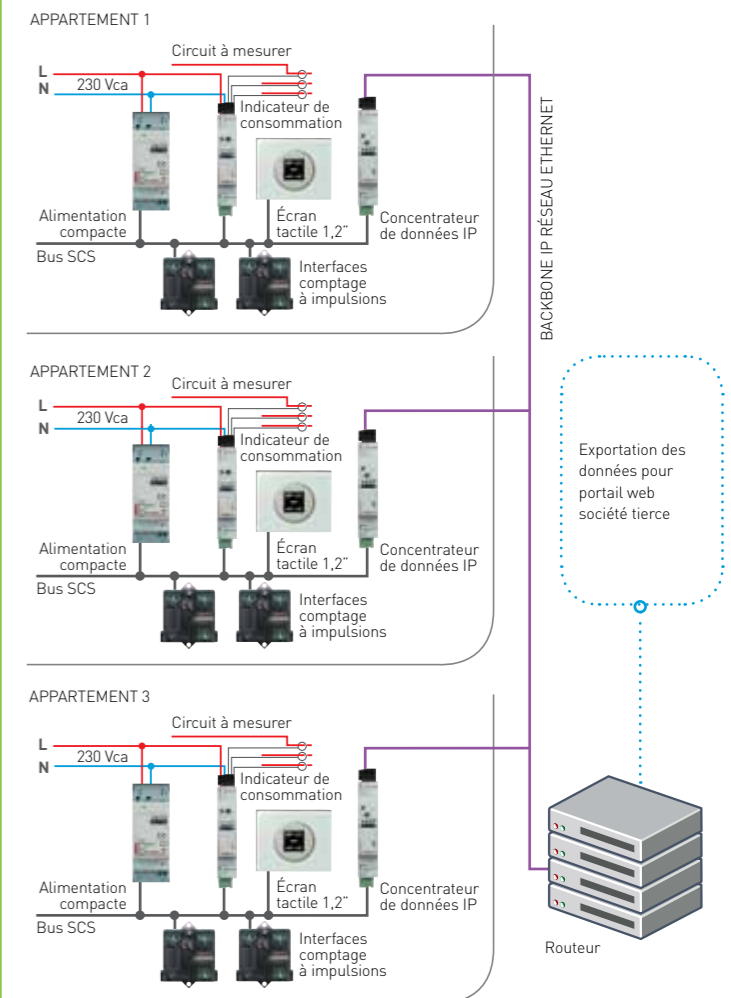 APPARTEMENT 1
Circuit à mesurer
L
N
230 Vca
Indicateur de
consommation
Alimentation
compacte
Écran
tactile 1,2”
Concentrateur
de données IP
Bus SCS
Interfaces
comptage
à impulsions
BACKBONE IP RÉSEAU ETHERNET
APPARTEMENT 2
Circuit à mesurer
L
N
230 Vca
Indicateur de
consommation
Alimentation
compacte
Écran
tactile 1,2”
Concentrateur
de données IP
Bus SCS
Interfaces
comptage
à impulsions
Exportation des
données pour
portail web
société tierce
APPARTEMENT 3
Circuit à mesurer
L
N
230 Vca
Indicateur de
consommation
Alimentation
compacte
Écran
tactile 1,2”
Concentrateur
de données IP
Bus SCS
Interfaces
comptage
à impulsions
Routeur